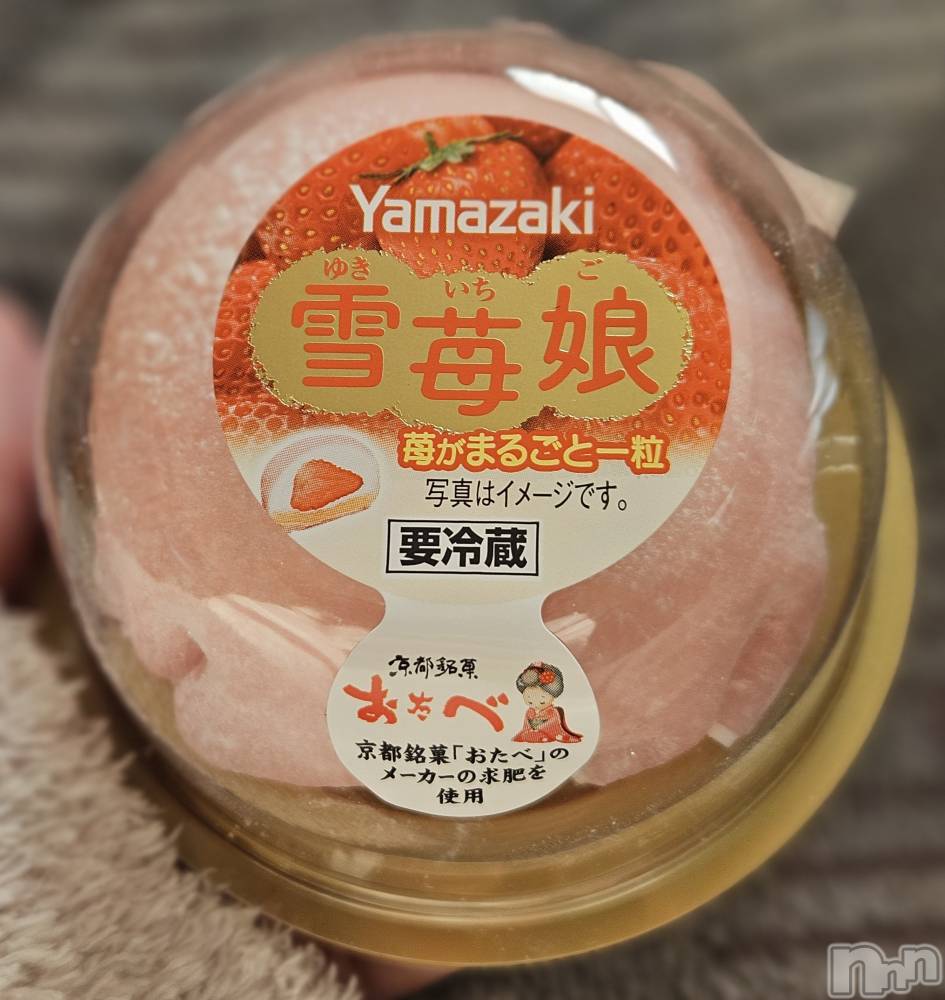 Yamazaki
ゆき いち ご
雪苺娘
苺がまるごと一粒
写真はイメージです。
要冷蔵
京都銘菓
おたべ
京都銘菓「おたべ」の
メーカーの求肥を
使用
nnn